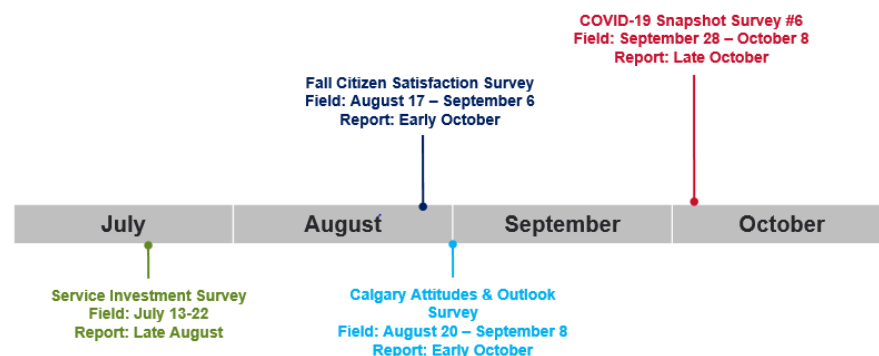 COVID-19 Snapshot Survey #6
Field: September 28 – October 8
Report: Late October
Fall Citizen Satisfaction Survey
Field: August 17 – September 6
Report: Early October
July
August
September
October
Service Investment Survey
Field: July 13-22
Report: Late August
Calgary Attitudes & Outlook
Survey
Field: August 20 – September 8
Report: Early October